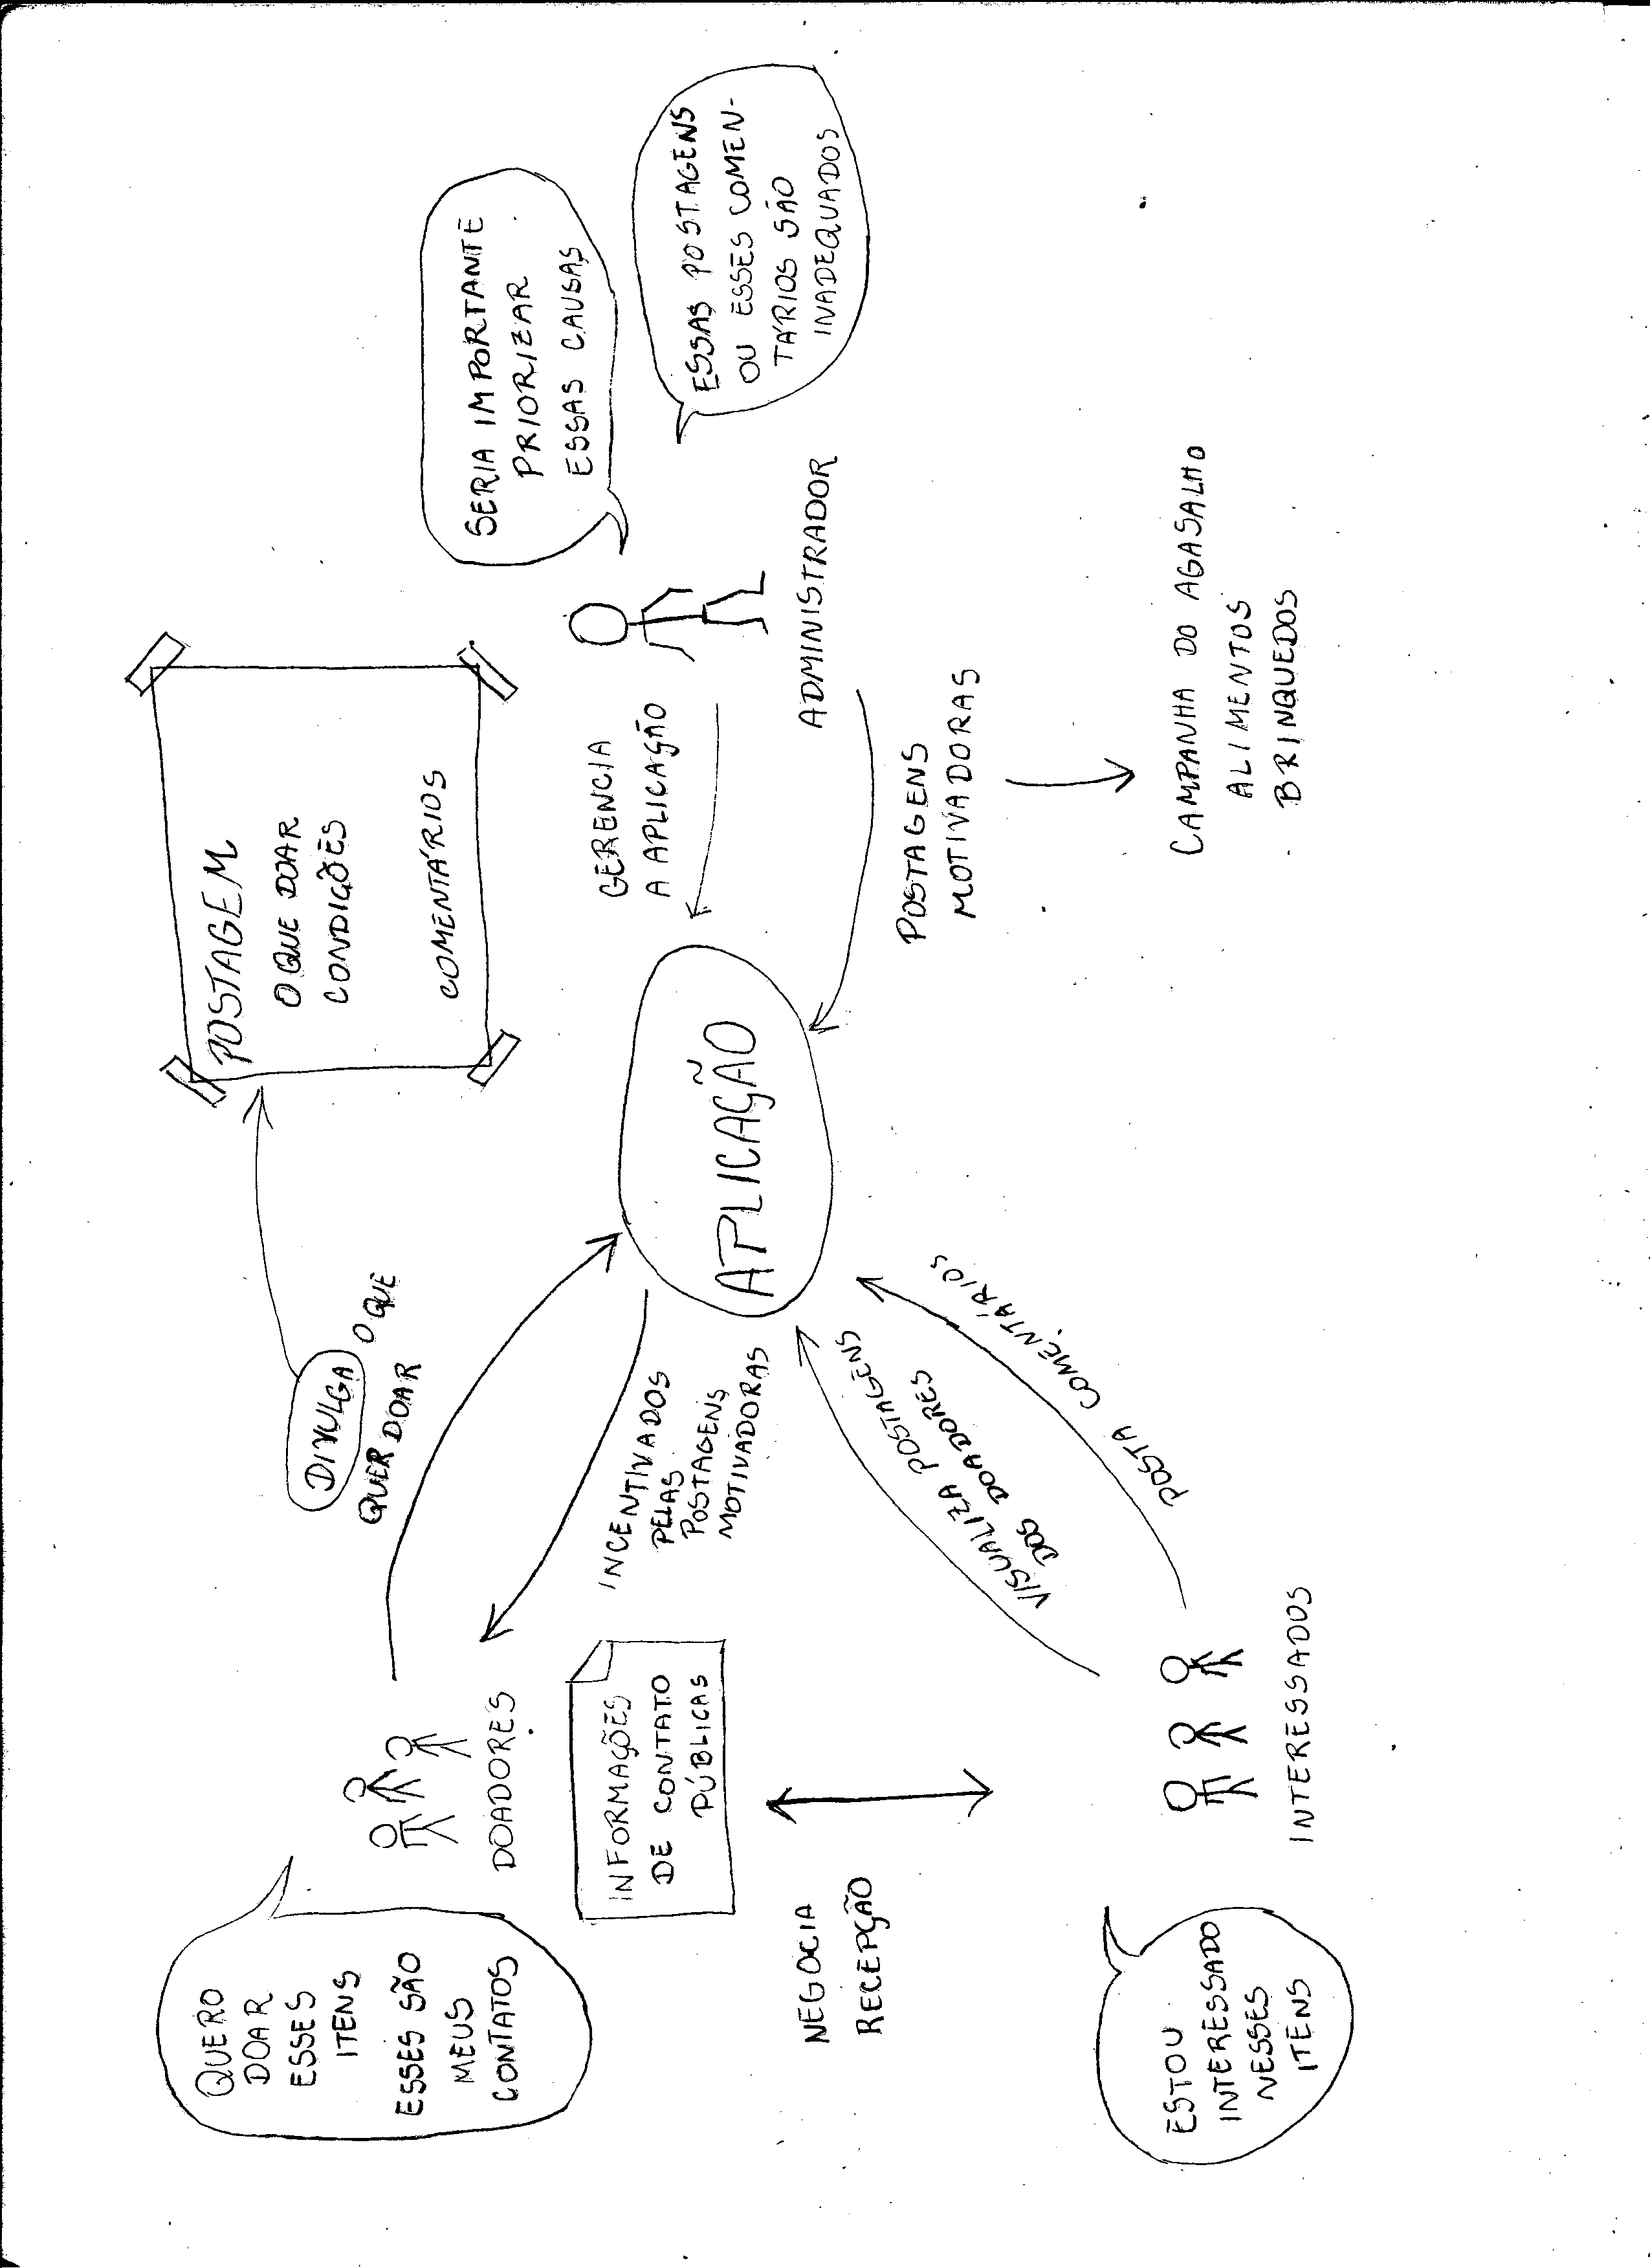 QUERO
DOAR
ESSES
ITENS
ESSES SÃO
MEUS
CONTATOS
DOADORES
INFORMAÇÕES
DE CONTATO
PÚBLICAS
DIVULGA O QUE
QUER DOAR
POSTAGEM
O QUE DOAR
CONDIÇÕES
COMENTÁRIOS
INCENTIVADOS
PELAS
POSTAGENS
MOTIVADORAS
APLICAÇÃO
GERENCIA
A APLICAÇÃO
SERIA IMPORTANTE
PRIORIZAR
ESSAS CAUSAS
ESSAS POSTAGENS
OU ESSES COMEN-
TÁRIOS SÃO
INADEQUADOS
ADMINISTRADOR
POSTAGENS
MOTIVADORAS
CAMPANHA DO AGASALHO
ALIMENTOS
BRINQUEDOS
NEGOCIA
RECEPÇÃO
VISUALIZA POSTAGENS
DOS DOADORES
POSTA COMENTÁRIOS
ESTOU
INTERESSADO
NESSES
ITENS
INTERESSADOS